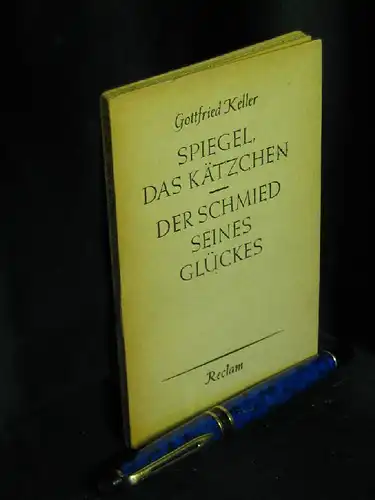 Gottfried Keller
SPIEGEL,
DAS KÄTZCHEN
DER SCHMIED
SEINES
GLÜCKES
Reclam